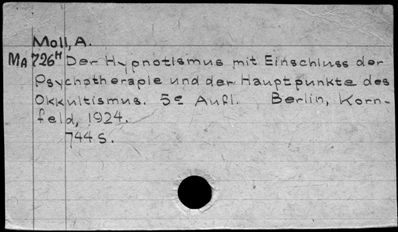 Moll, A.
MA 726H Der Hypnotismus mit Einschluss der
Psychotherapie und der Hauptpunkte des
Okkultismus. 5e Aufl. Berlin, Korn-
feld, 1924.
744 S.